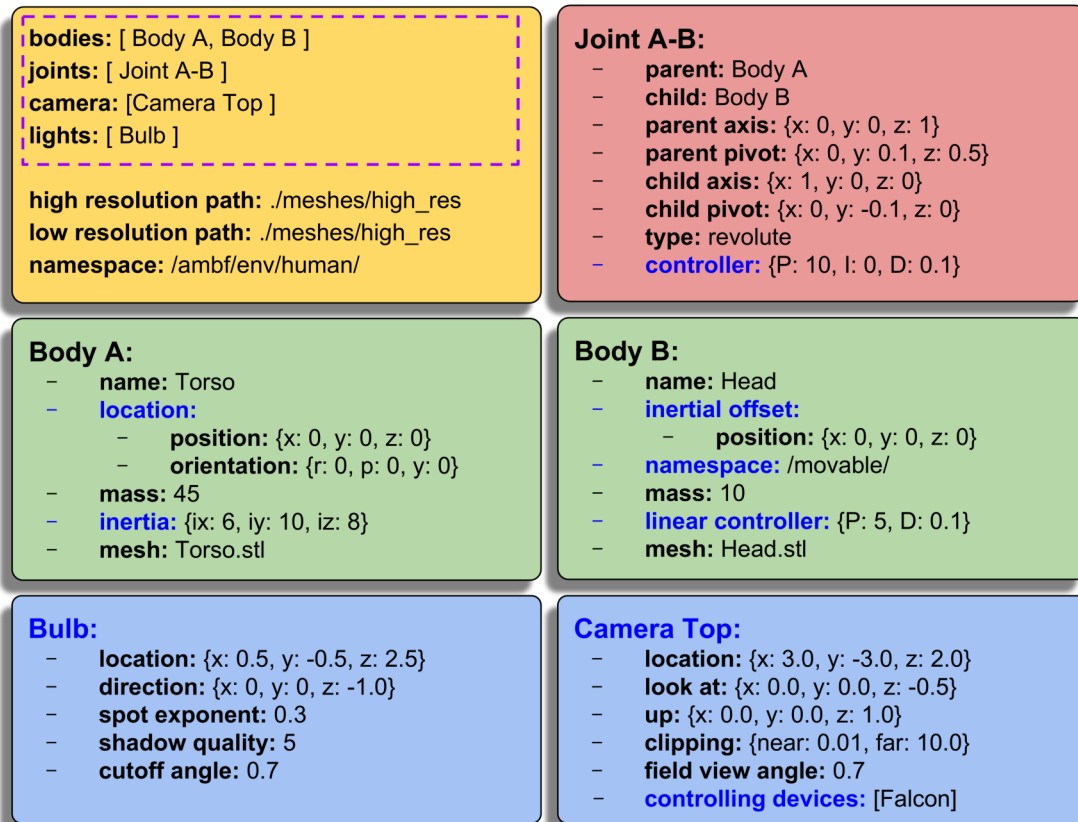 bodies: [ Body A, Body B ]
joints: [ Joint A-B ]
camera: [Camera Top ]
lights: [ Bulb ]
high resolution path: ./meshes/high_res
low resolution path: ./meshes/high_res
namespace: /ambf/env/human/
Joint A-B:
- parent: Body A
- child: Body B
- parent axis: {x: 0, y: 0, z: 1}
- parent pivot: {x: 0, y: 0.1, z: 0.5}
- child axis: {x: 1, y: 0, z: 0}
- child pivot: {x: 0, y: -0.1, z: 0}
- type: revolute
- controller: {P: 10, I: 0, D: 0.1}
Body A:
- name: Torso
- location:
- position: {x: 0, y: 0, z: 0}
- orientation: {r: 0, p: 0, y: 0}
- mass: 45
- inertia: {ix: 6, iy: 10, iz: 8}
- mesh: Torso.stl
Body B:
- name: Head
- inertial offset:
- position: {x: 0, y: 0, z: 0}
- namespace: /movable/
- mass: 10
- linear controller: {P: 5, D: 0.1}
- mesh: Head.stl
Bulb:
- location: {x: 0.5, y: -0.5, z: 2.5}
- direction: {x: 0, y: 0, z: -1.0}
- spot exponent: 0.3
- shadow quality: 5
- cutoff angle: 0.7
Camera Top:
- location: {x: 3.0, y: -3.0, z: 2.0}
- look at: {x: 0.0, y: 0.0, z: -0.5}
- up: {x: 0.0, y: 0.0, z: 1.0}
- clipping: {near: 0.01, far: 10.0}
- field view angle: 0.7
- controlling devices: [Falcon]